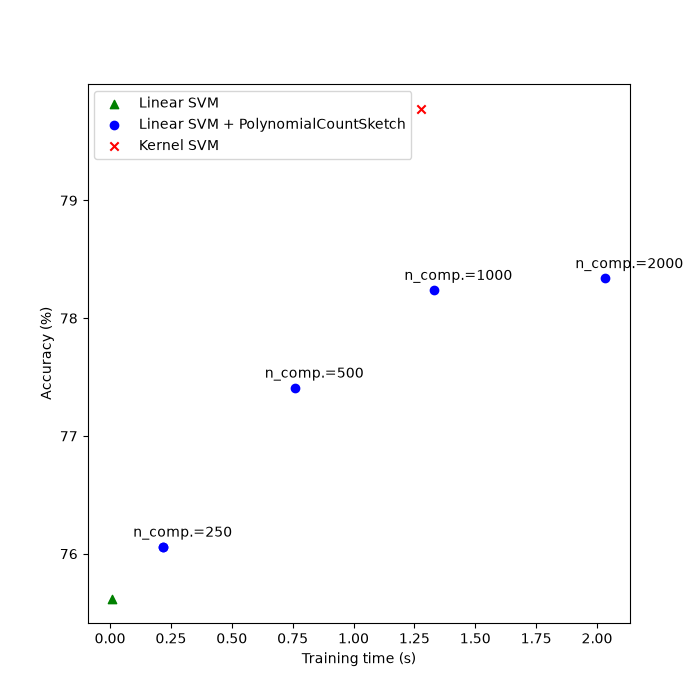 Linear SVM
Linear SVM + PolynomialCountSketch
Kernel SVM
79
n_comp.=2000
n_comp.=1000
78
n_comp.=500
77
n_comp.=250
76
Accuracy (%)
0.00 0.25 0.50 0.75 1.00 1.25 1.50 1.75 2.00
Training time (s)